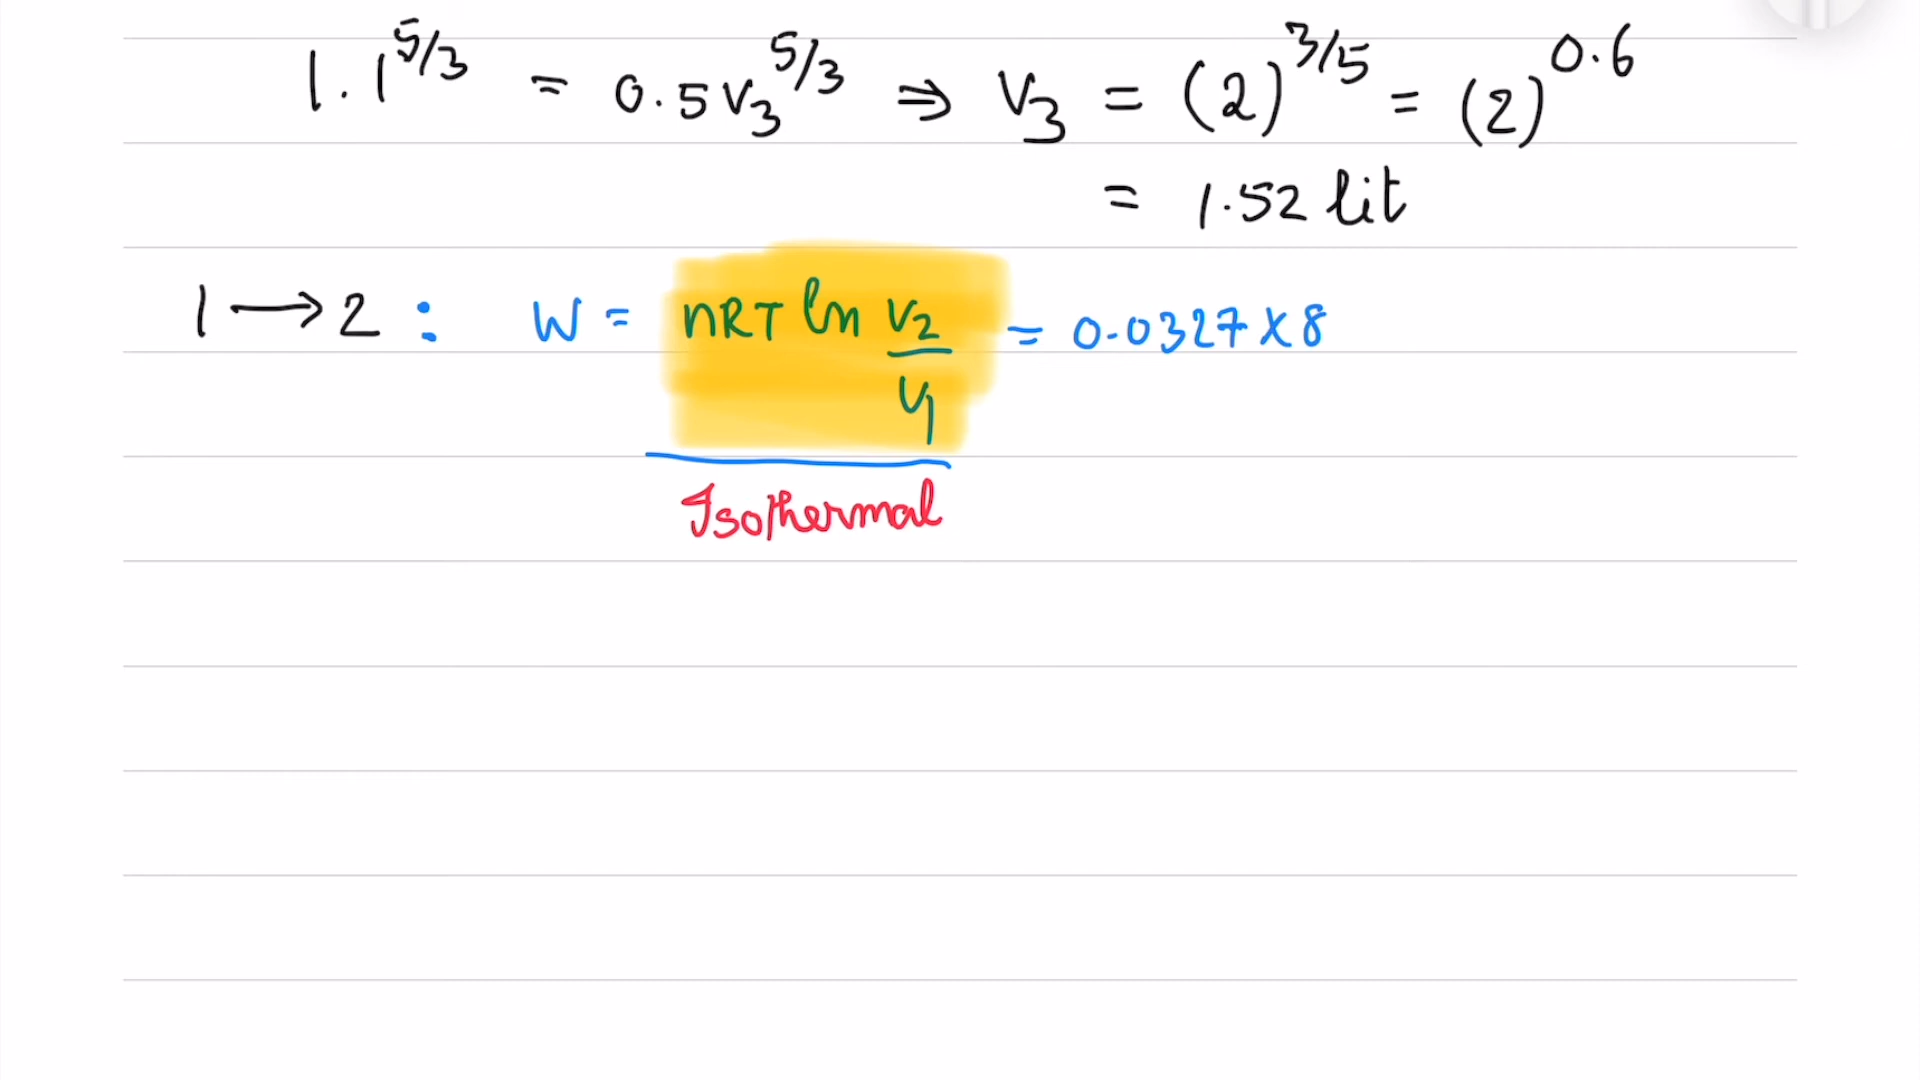 1.1^5/3 = 0.5 V₃^5/3 ⇒ V₃ = (2)^3/5 = (2)^0.6
= 1.52 lit
1 → 2 : W = nRT ln V₂/V₁ = 0.0327 × 8
Isothermal